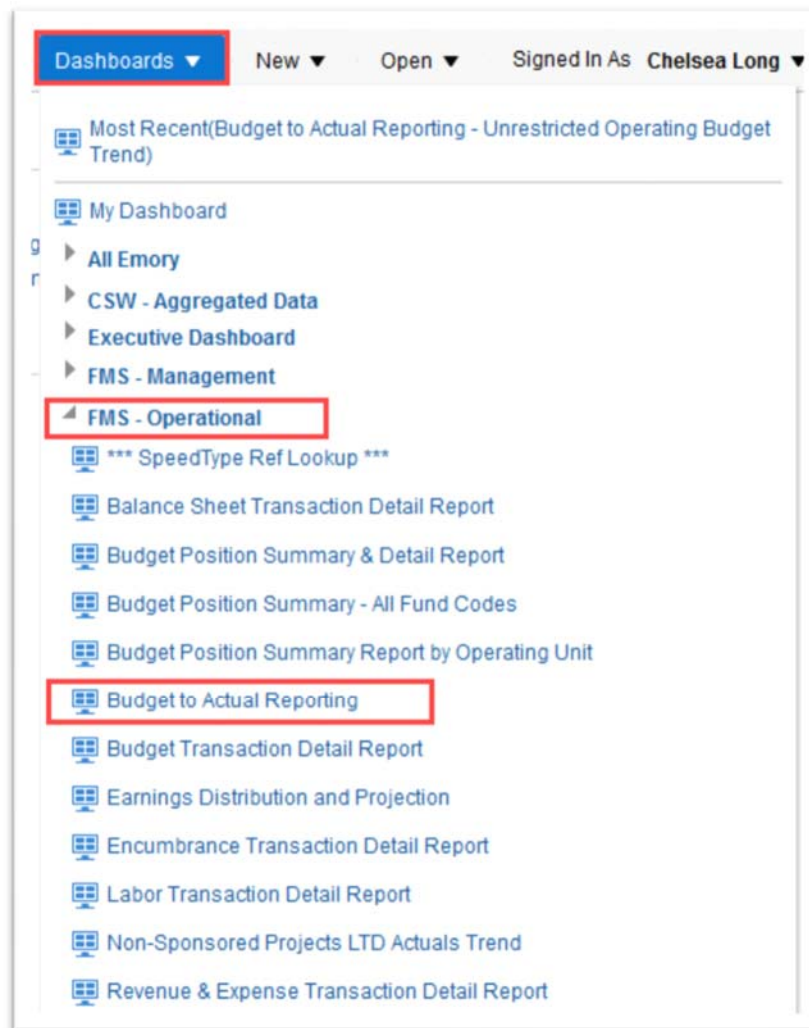 Dashboards ▼ New ▼ Open ▼ Signed In As Chelsea Long ▼
Most Recent(Budget to Actual Reporting - Unrestricted Operating Budget
Trend)
My Dashboard
g
All Emory
r
CSW - Aggregated Data
Executive Dashboard
FMS - Management
FMS - Operational
*** SpeedType Ref Lookup ***
Balance Sheet Transaction Detail Report
Budget Position Summary & Detail Report
Budget Position Summary - All Fund Codes
Budget Position Summary Report by Operating Unit
Budget to Actual Reporting
Budget Transaction Detail Report
Earnings Distribution and Projection
Encumbrance Transaction Detail Report
Labor Transaction Detail Report
Non-Sponsored Projects LTD Actuals Trend
Revenue & Expense Transaction Detail Report